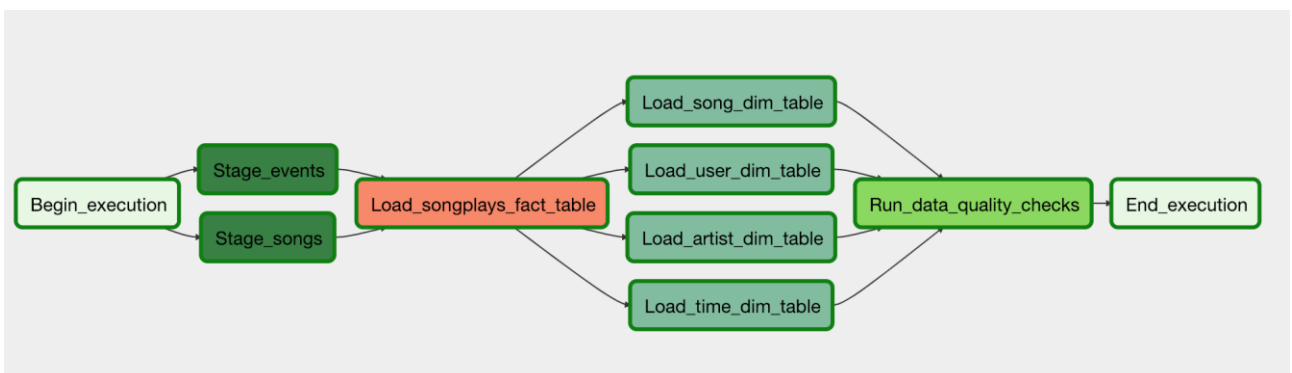 Begin_execution
Stage_events
Stage_songs
Load_songplays_fact_table
Load_song_dim_table
Load_user_dim_table
Load_artist_dim_table
Load_time_dim_table
Run_data_quality_checks
End_execution